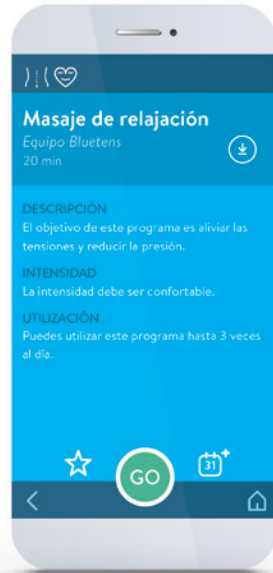 Masaje de relajación
Equipo Bluetens
20 min
DESCRIPCIÓN
El objetivo de este programa es aliviar las
tensiones y reducir la presión.
INTENSIDAD
La intensidad debe ser confortable.
UTILIZACIÓN
Puedes utilizar este programa hasta 3 veces
al día.
GO
31